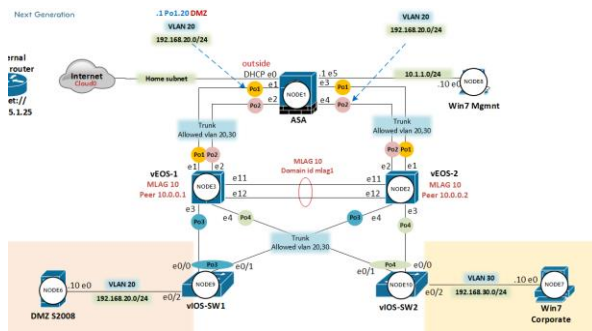 Next Generation
.1 Po1.20 DMZ
VLAN 20
192.168.20.0/24
VLAN 20
192.168.20.0/24
ernal
router
et://
5.1.25
Internet
Cloud0
Home subnet
outside
DHCP e0
.1 e5
10.1.1.0/24
.10 e0
NODE8
Win7 Mgmnt
e1
e3
Po1
Po1
NODE1
e2
e4
Po2
Po2
ASA
Trunk
Allowed vlan 20,30
Trunk
Allowed vlan 20,30
Po1
Po2
Po2
Po1
e1
e2
e2
e1
vEOS-1
MLAG 10
Peer 10.0.0.1
NODE3
MLAG 10
Domain id mlag1
e11
e11
e12
e12
NODE2
vEOS-2
MLAG 10
Peer 10.0.0.2
e3
e4
e4
e3
Po3
Po4
Po3
Po4
Trunk
Allowed vlan 20,30
Po3
Po4
e0/0
e0/1
e0/1
e0/0
NODE6
.10 e0
VLAN 20
192.168.20.0/24
e0/2
NODE9
NODE10
e0/2
VLAN 30
192.168.30.0/24
.10 e0
NODE7
DMZ S2008
vIOS-SW1
vIOS-SW2
Win7
Corporate